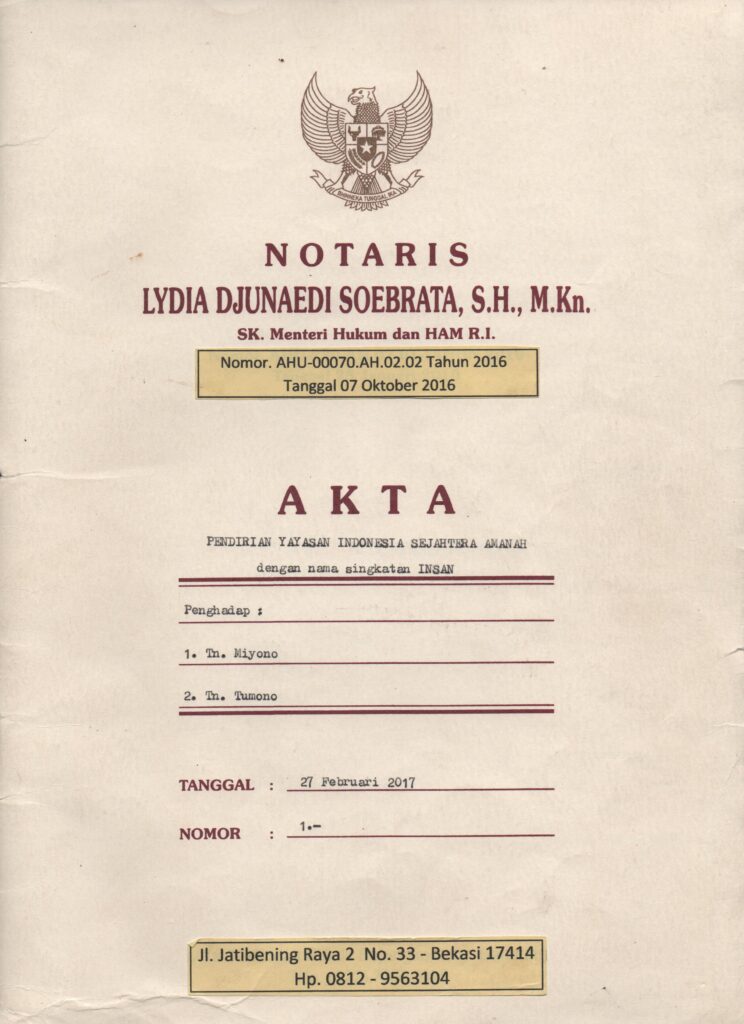 BHINNEKA TUNGGAL IKA
NOTARIS
LYDIA DJUNAEDI SOEBRATA, S.H., M.Kn.
SK. Menteri Hukum dan HAM R.I.
Nomor. AHU-00070.AH.02.02 Tahun 2016
Tanggal 07 Oktober 2016
AKTA
PENDIRIAN YAYASAN INDONESIA SEJAHTERA AMANAH
dengan nama singkatan INSAN
Penghadap :
1. Tn. Miyono
2. Tn. Tumono
TANGGAL : 27 Februari 2017
NOMOR : 1.-
Jl. Jatibening Raya 2 No. 33 - Bekasi 17414
Hp. 0812 - 9563104